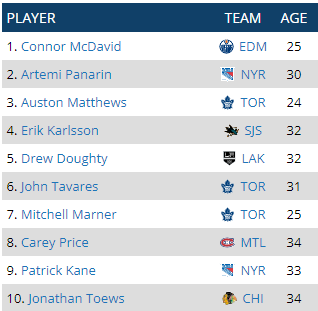 PLAYER TEAM AGE
1. Connor McDavid EDM 25
2. Artemi Panarin NYR 30
3. Auston Matthews TOR 24
4. Erik Karlsson SJS 32
5. Drew Doughty LAK 32
6. John Tavares TOR 31
7. Mitchell Marner TOR 25
8. Carey Price MTL 34
9. Patrick Kane NYR 33
10. Jonathan Toews CHI 34